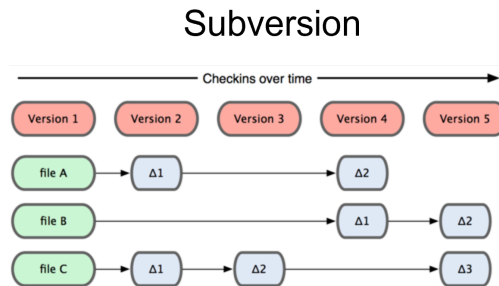 Subversion
Checkins over time
Version 1 Version 2 Version 3 Version 4 Version 5
file A Δ1 Δ2
file B Δ1 Δ2
file C Δ1 Δ2 Δ3